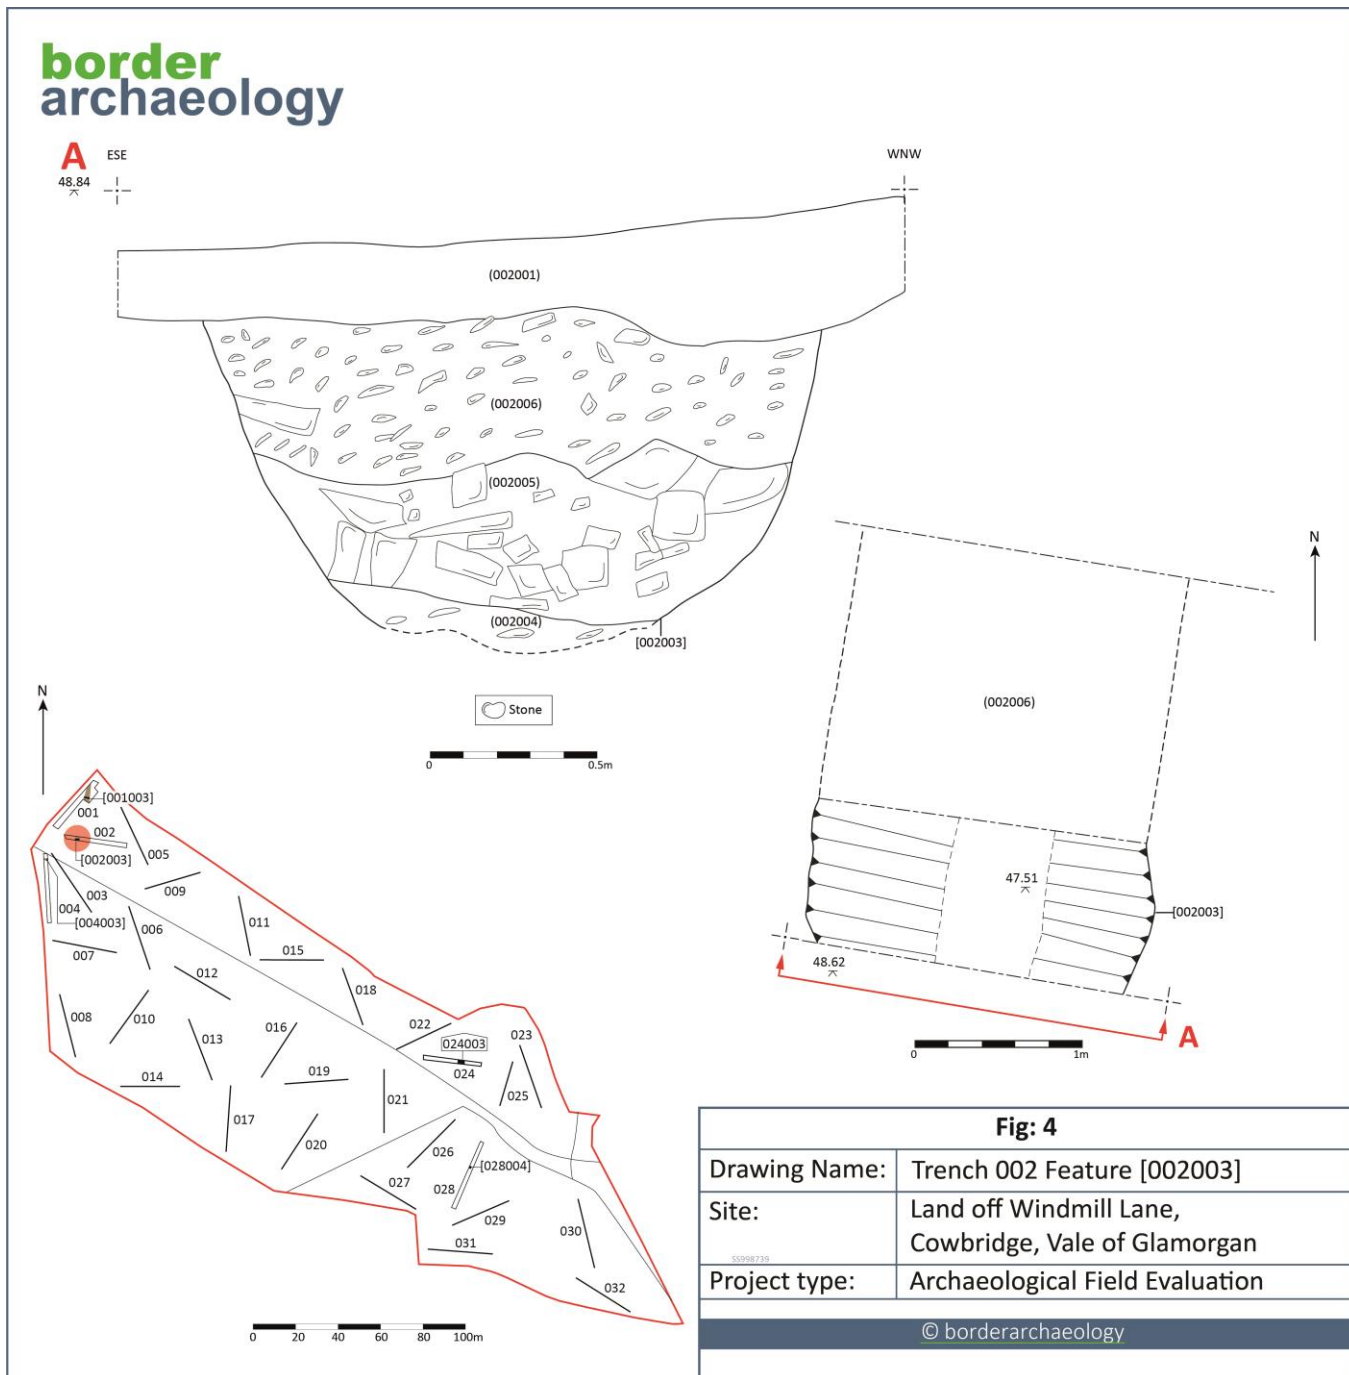 border
archaeology
A ESE
WNW
48.84
(002001)
(002006)
(002005)
(002004)
[002003]
Stone
0 0.5m
N
(002006)
47.51
[002003]
48.62
A
0 1m
N
[001003]
001
002
[002003]
005
003
009
004
[004003]
006
011
007
015
012
018
008
010
013
016
022
023
024003
024
014
019
021
025
017
020
026
[028004]
027
028
029
030
031
032
0 20 40 60 80 100m
Fig: 4
Drawing Name: Trench 002 Feature [002003]
Site: Land off Windmill Lane,
Cowbridge, Vale of Glamorgan
SS998739
Project type: Archaeological Field Evaluation
© borderarchaeology